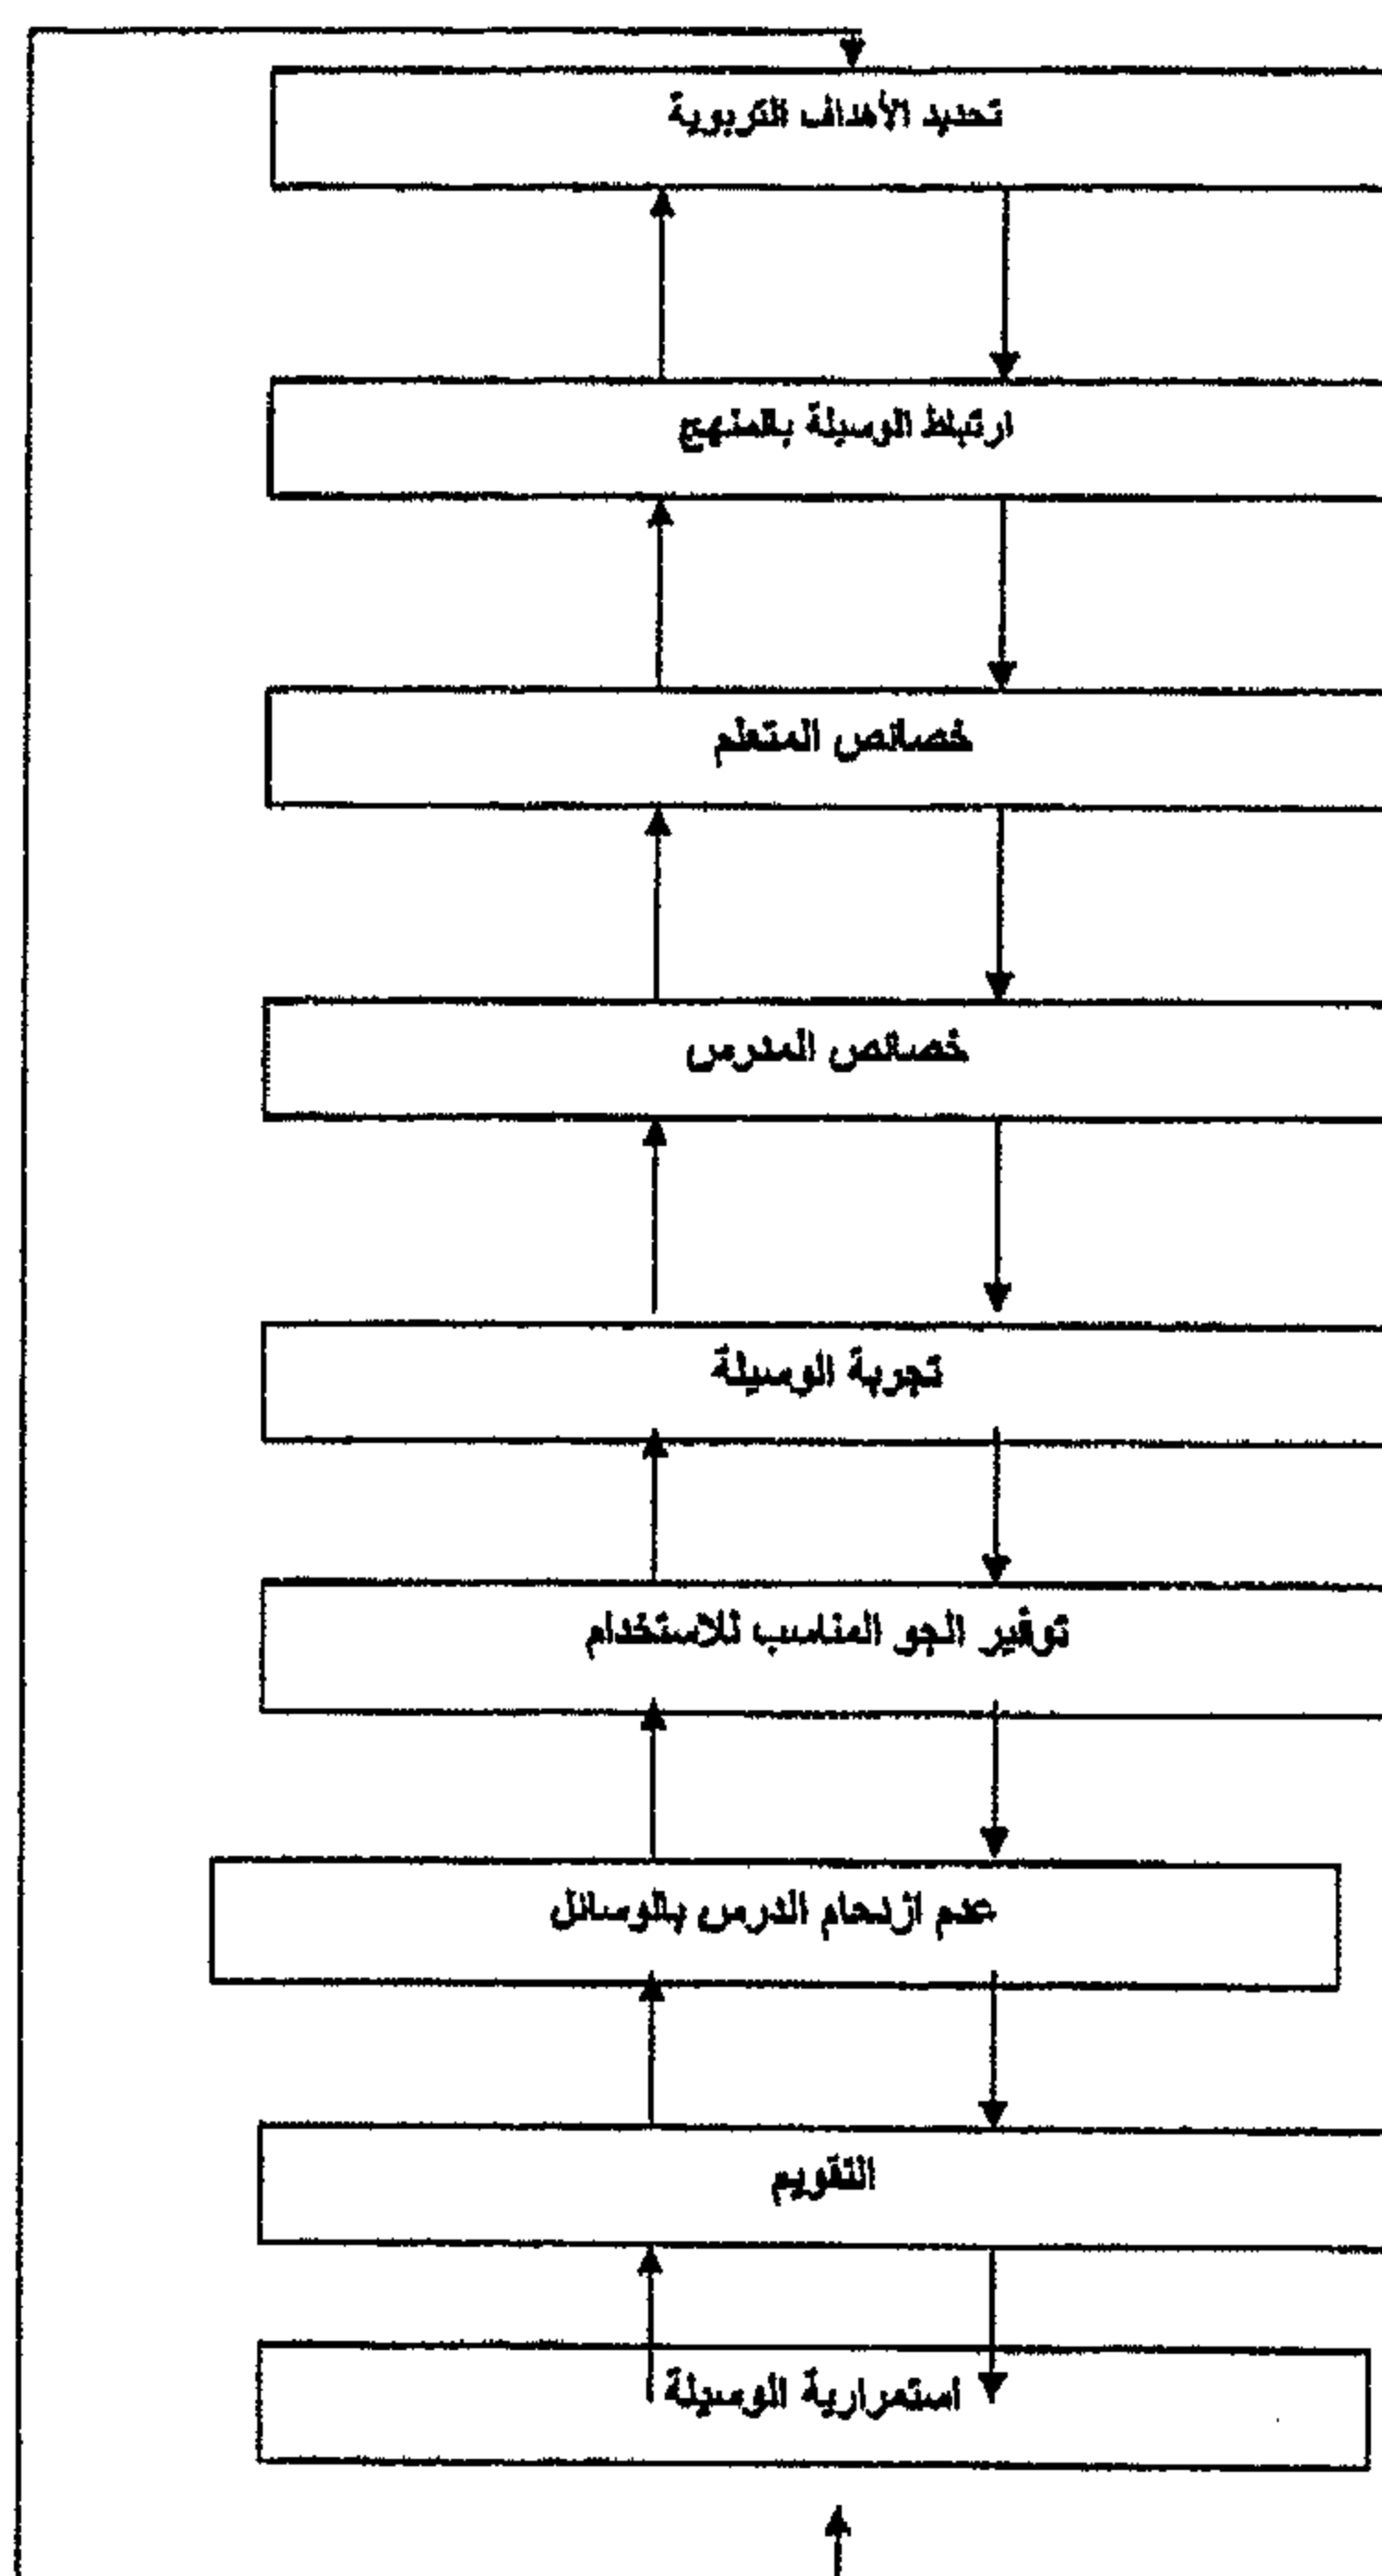 تحديد الأهداف التربوية
ارتباط الوسيلة بالمنهج
خصائص المتعلم
خصائص المدرس
تجربة الوسيلة
توفير الجو المناسب للاستخدام
عدم ازدحام الدرس بالوسائل
التقويم
استمرارية الوسيلة